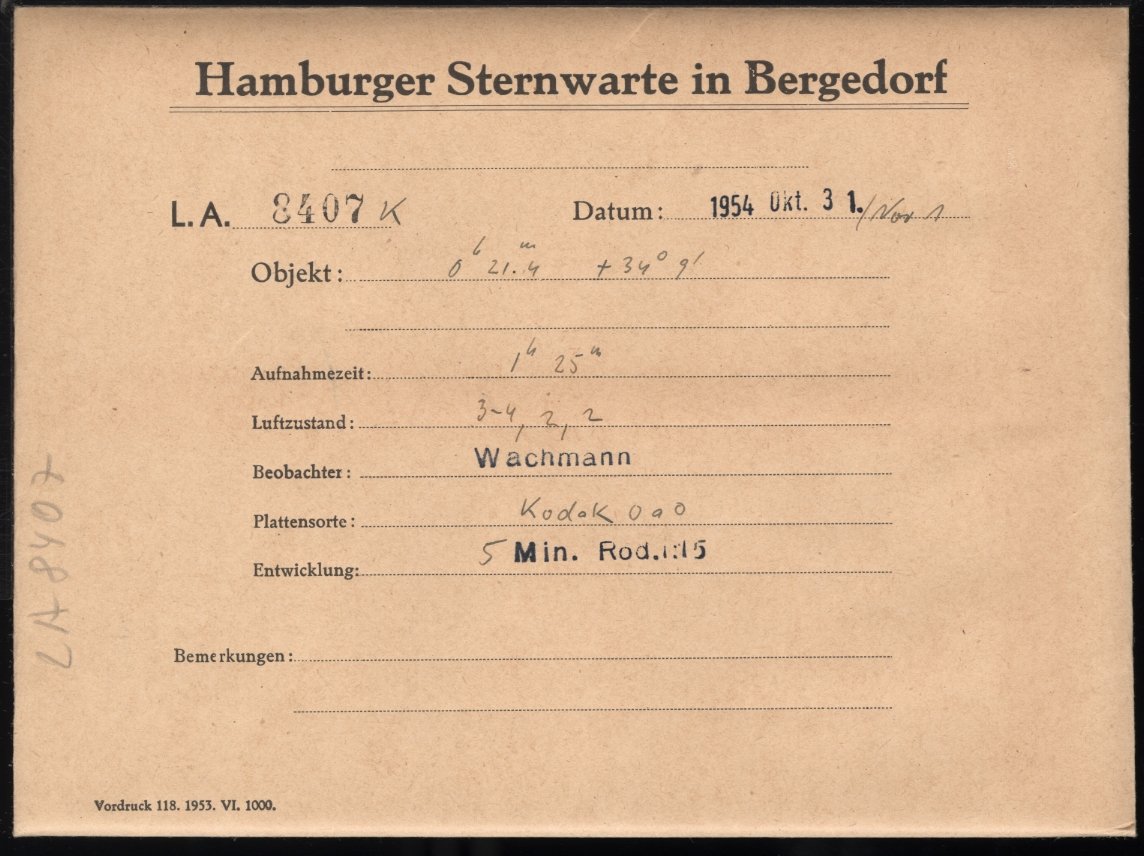 Hamburger Sternwarte in Bergedorf
L. A. 8407 K Datum: 1954 Okt. 31./Nov 1
Objekt: 0h 21.4m +34° 9'
Aufnahmezeit: 1h 25m
Luftzustand: 3-4, 2, 2
Beobachter: Wachmann
Plattensorte: Kodak 0a0
Entwicklung: 5 Min. Rod. 1:15
Bemerkungen:
LA 8407
Vordruck 118. 1953. VI. 1000.